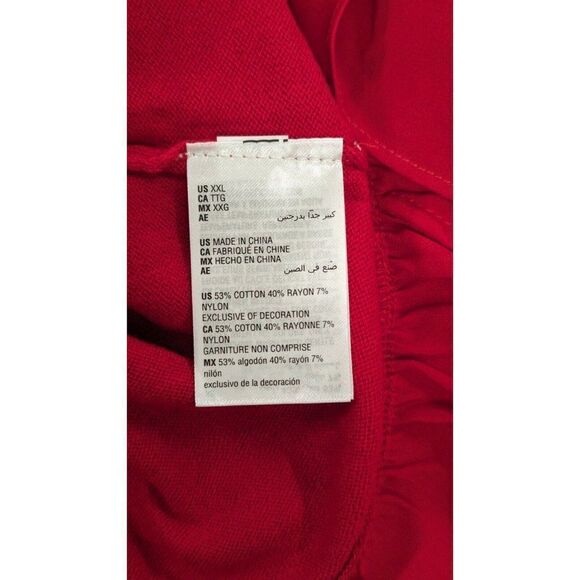 US XXL
CA TTG
MX XXG
AE كبير جدًا بدرجتين
US MADE IN CHINA
CA FABRIQUÉ EN CHINE
MX HECHO EN CHINA
AE صنع في الصين
US 53% COTTON 40% RAYON 7%
NYLON
EXCLUSIVE OF DECORATION
CA 53% COTON 40% RAYONNE 7%
NYLON
GARNITURE NON COMPRISE
MX 53% algodón 40% rayón 7%
nilón
exclusivo de la decoración